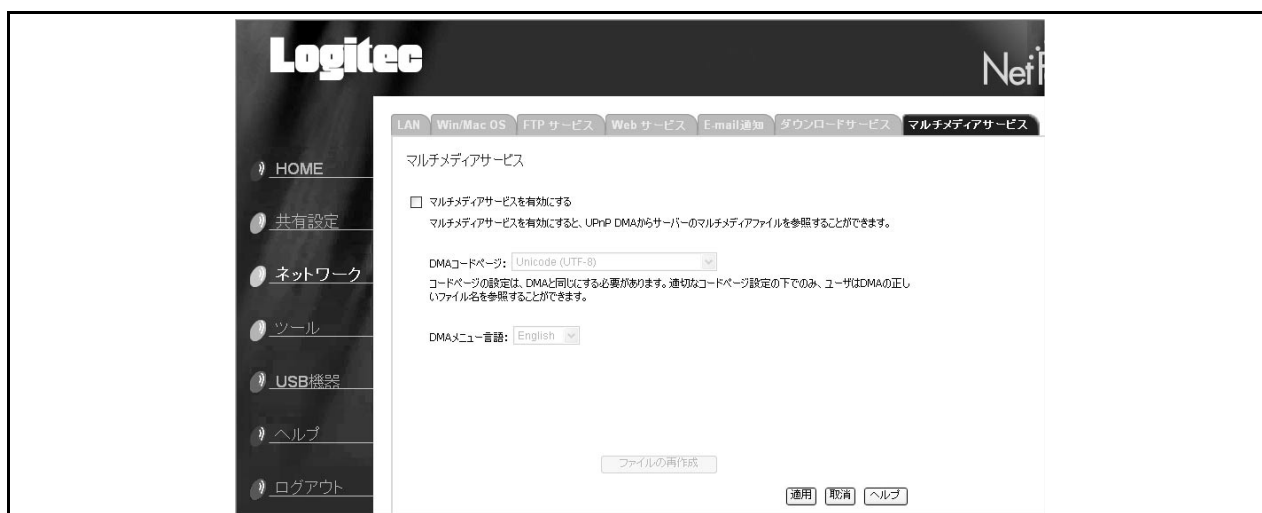 Logitec
Net
LAN Win/Mac OS FTP サービス Web サービス E-mail通知 ダウンロードサービス マルチメディアサービス
HOME
共有設定
ネットワーク
ツール
USB機器
ヘルプ
ログアウト
マルチメディアサービス
マルチメディアサービスを有効にする
マルチメディアサービスを有効にすると、UPnP DMAからサーバーのマルチメディアファイルを参照することができます。
DMAコードページ: Unicode (UTF-8)
コードページの設定は、DMAと同じにする必要があります。適切なコードページ設定の下でのみ、ユーザはDMAの正し
いファイル名を参照することができます。
DMAメニュー言語: English
ファイルの再作成
適用 取消 ヘルプ